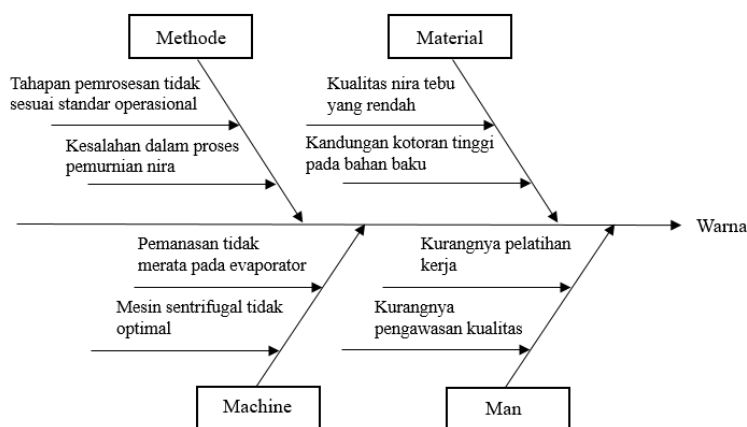 Methode
Material
Tahapan pemrosesan tidak
sesuai standar operasional
Kesalahan dalam proses
pemurnian nira
Kualitas nira tebu
yang rendah
Kandungan kotoran tinggi
pada bahan baku
Warna
Pemanasan tidak
merata pada evaporator
Mesin sentrifugal tidak
optimal
Kurangnya pelatihan
kerja
Kurangnya
pengawasan kualitas
Machine
Man